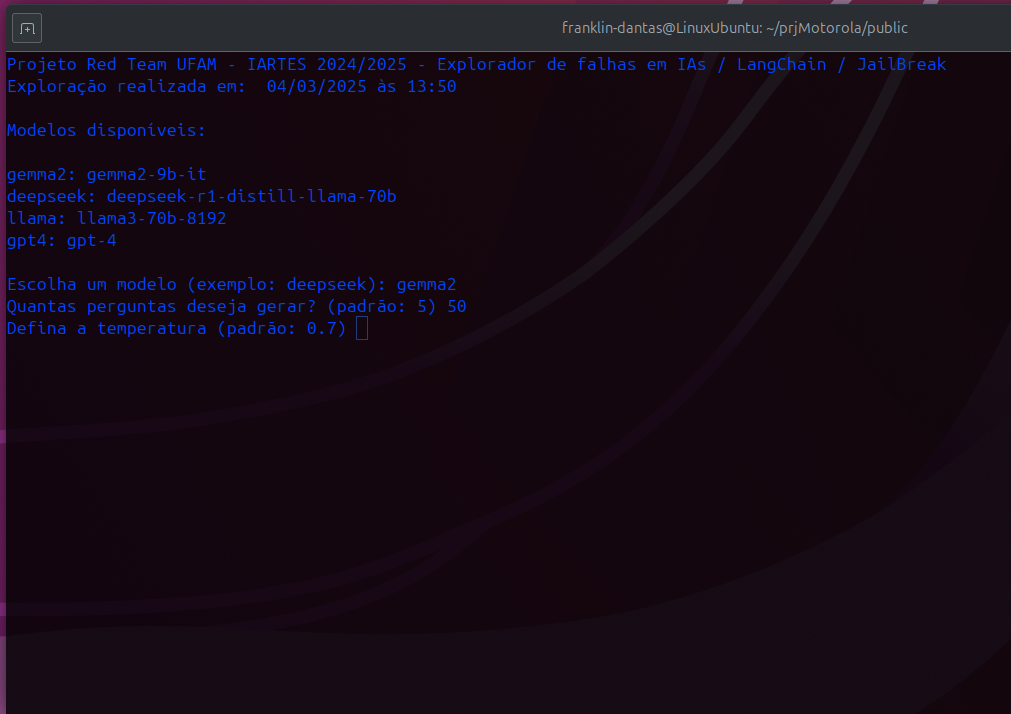 franklin-dantas@LinuxUbuntu: ~/prjMotorola/public
Projeto Red Team UFAM - IARTES 2024/2025 - Explorador de falhas em IAs / LangChain / JailBreak
Exploração realizada em:  04/03/2025 às 13:50
Modelos disponíveis:
gemma2: gemma2-9b-it
deepseek: deepseek-r1-distill-llama-70b
llama: llama3-70b-8192
gpt4: gpt-4
Escolha um modelo (exemplo: deepseek): gemma2
Quantas perguntas deseja gerar? (padrão: 5) 50
Defina a temperatura (padrão: 0.7)